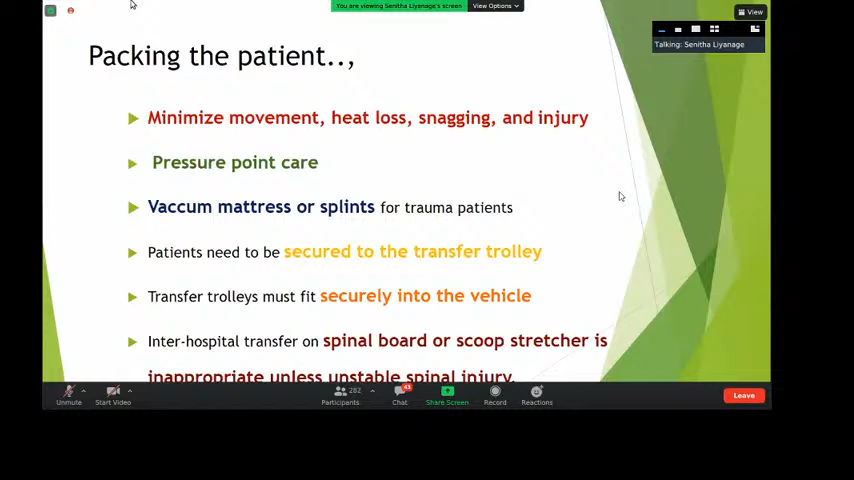 You are viewing Senitha Liyanage's screen
View Options
View
Talking: Senitha Liyanage
Packing the patient..,
Minimize movement, heat loss, snagging, and injury
Pressure point care
Vaccum mattress or splints for trauma patients
Patients need to be secured to the transfer trolley
Transfer trolleys must fit securely into the vehicle
Inter-hospital transfer on spinal board or scoop stretcher is
inappropriate unless unstable spinal injury.
Unmute
Start Video
282
Participants
43
Chat
Share Screen
Record
Reactions
Leave